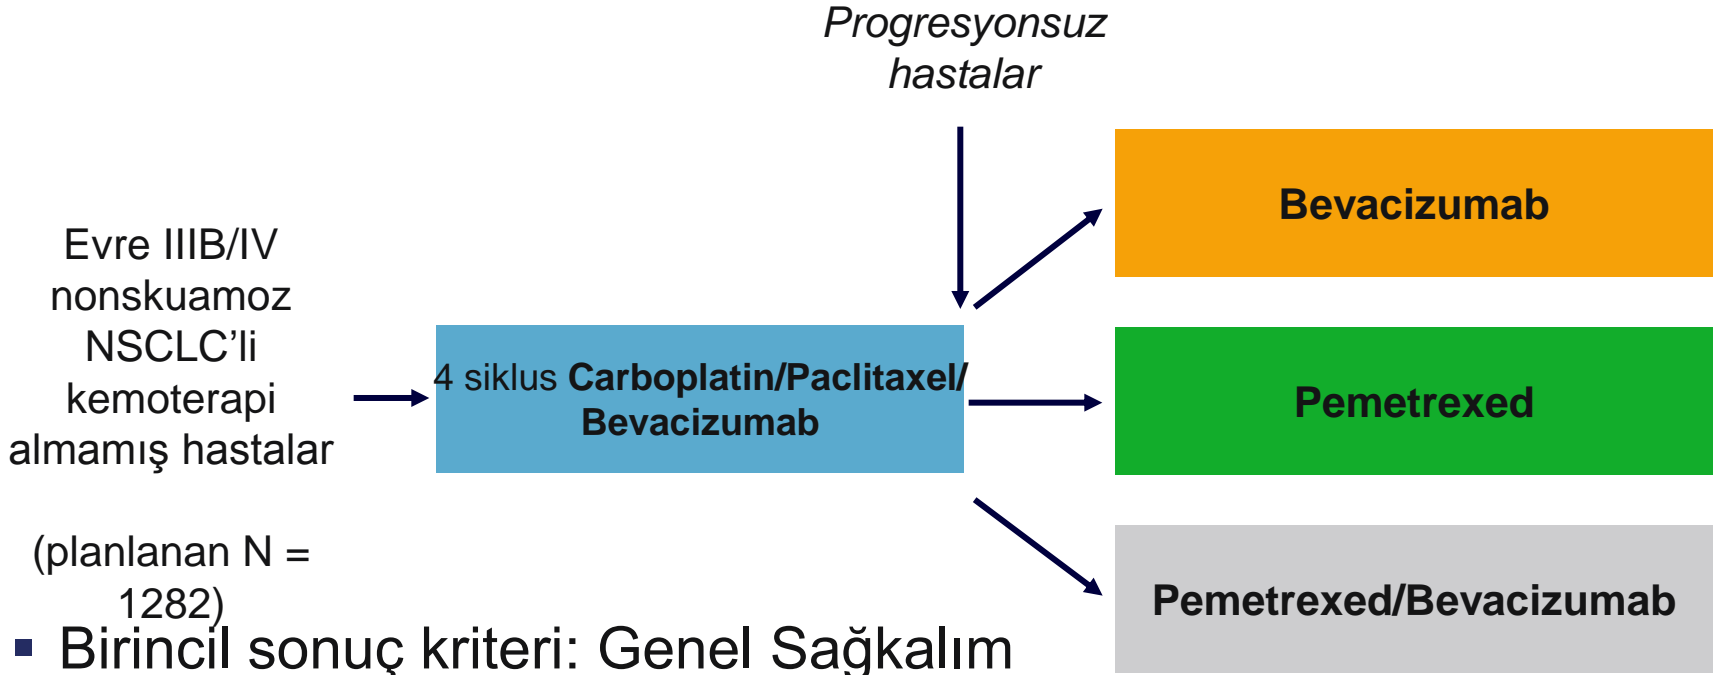 Progresyonsuz
hastalar
Evre IIIB/IV
nonskuamoz
NSCLC’li
kemoterapi
almamış hastalar
(planlanan N =
1282)
4 siklus Carboplatin/Paclitaxel/
Bevacizumab
Bevacizumab
Pemetrexed
Pemetrexed/Bevacizumab
▪ Birincil sonuç kriteri: Genel Sağkalım